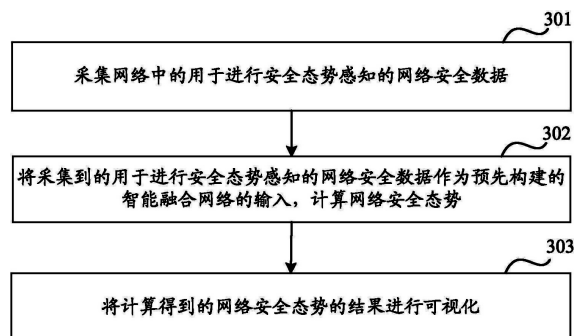 301
采集网络中的用于进行安全态势感知的网络安全数据
302
将采集到的用于进行安全态势感知的网络安全数据作为预先构建的
智能融合网络的输入，计算网络安全态势
303
将计算得到的网络安全态势的结果进行可视化